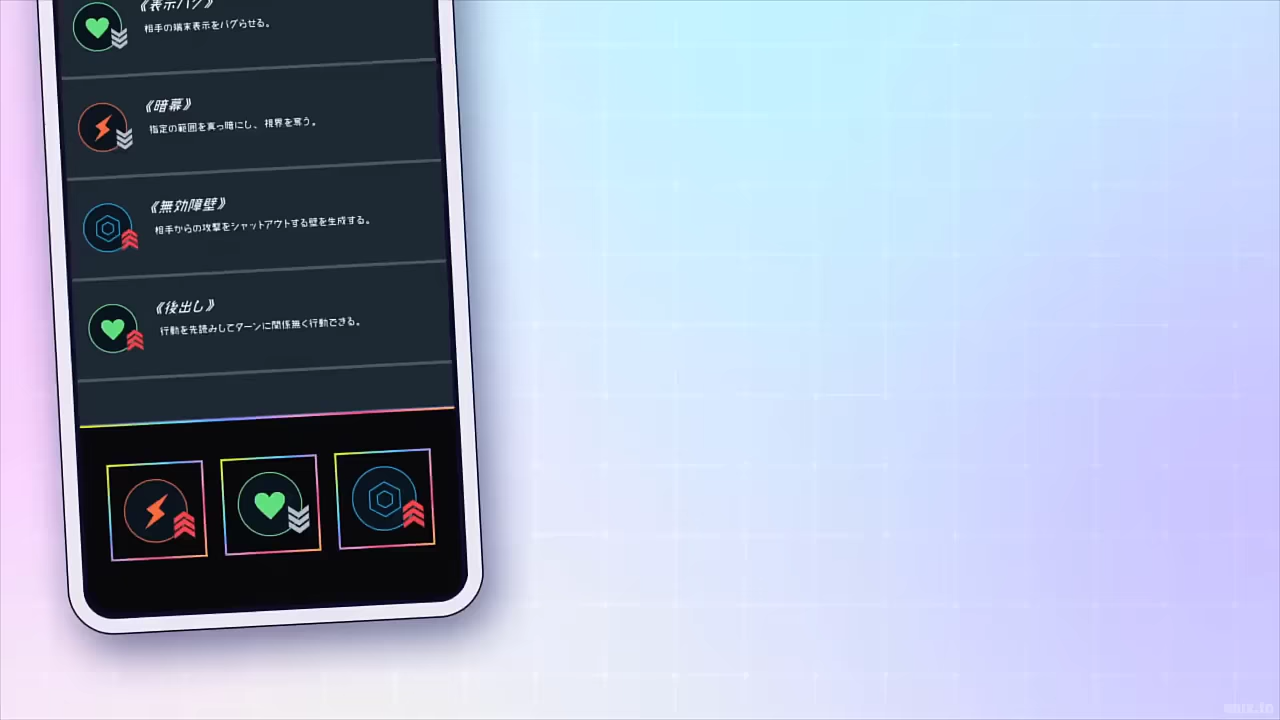 《表示バグ》
相手の端末表示をバグらせる。
《暗幕》
指定の範囲を真っ暗にし、視界を奪う。
《無効障壁》
相手からの攻撃をシャットアウトする壁を生成する。
《後出し》
行動を先読みしてターンに関係無く行動できる。